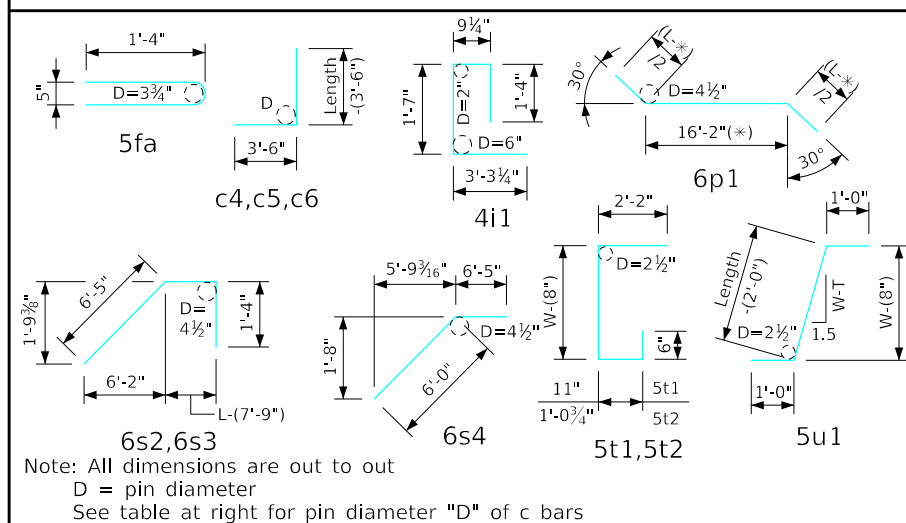 1'-4"
5"
D=3¾"
5fa
D
Length
-(3'-6")
3'-6"
c4,c5,c6
9¼"
1'-7"
D=2"
1'-4"
D=6"
3'-3¼"
4i1
30°
(L-✳)
/2
D=4½"
16'-2"(✳)
(L-✳)
/2
30°
6p1
1'-9⅜"
6'-5"
D=
4½"
1'-4"
6'-2"
L-(7'-9")
6s2,6s3
5'-9³⁄₁₆"
6'-5"
1'-8"
D=4½"
6'-0"
6s4
2'-2"
D=2½"
W-(8")
6"
11"
5t1
1'-0¾"
5t2
5t1,5t2
1'-0"
Length
-(2'-0")
D=2½"
W-T
1.5
W-(8")
1'-0"
5u1
Note: All dimensions are out to out
D = pin diameter
See table at right for pin diameter "D" of c bars